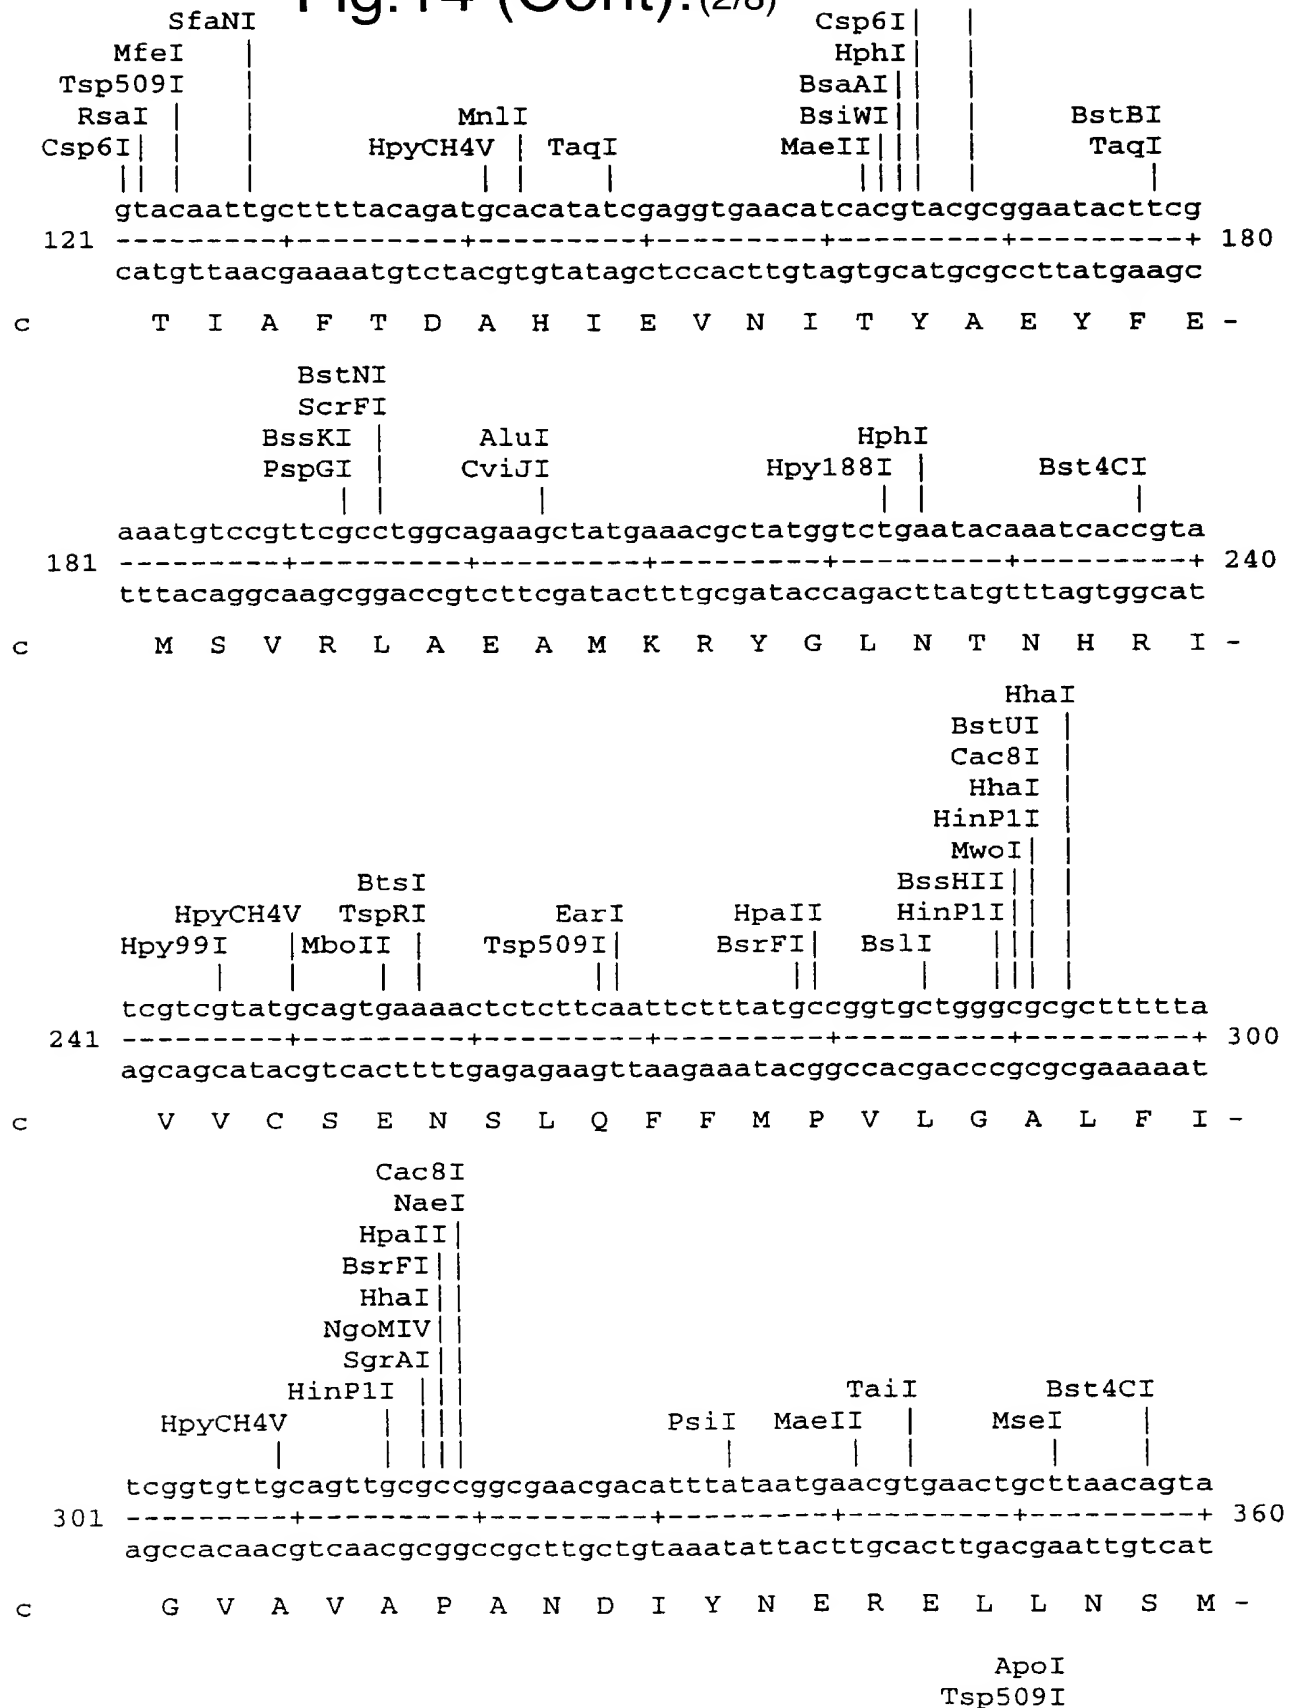 Fig.14 (Cont).(2/8)
SfaNI Csp6I
MfeI HphI
Tsp509I BsaAI
RsaI MnlI BsiWI BstBI
Csp6I HpyCH4V TaqI MaeII TaqI
gtacaattgcttttacagatgcacatatcgaggtgaacatcacgtacgcggaatacttcg
121 ---------+---------+---------+---------+---------+---------+ 180
catgttaacgaaaatgtctacgtgtatagctccacttgtagtgcatgcgccttatgaagc
c T I A F T D A H I E V N I T Y A E Y F E -
BstNI
ScrFI
BssKI AluI HphI
PspGI CviJI Hpy188I Bst4CI
aaatgtccgttcgcctggcagaagctatgaaacgctatggtctgaatacaaatcaccgta
181 ---------+---------+---------+---------+---------+---------+ 240
tttacaggcaagcggaccgtcttcgatactttgcgataccagacttatgtttagtggcat
c M S V R L A E A M K R Y G L N T N H R I -
HhaI
BstUI
Cac8I
HhaI
HinP1I
MwoI
BtsI BssHII
HpyCH4V TspRI EarI HpaII HinP1I
Hpy99I MboII Tsp509I BsrFI BslI
tcgtcgtatgcagtgaaaactctcttcaattctttatgccggtgctgggcgcgcttttta
241 ---------+---------+---------+---------+---------+---------+ 300
agcagcatacgtcacttttgagagaagttaagaaatacggccacgacccgcgcgaaaaat
c V V C S E N S L Q F F M P V L G A L F I -
Cac8I
NaeI
HpaII
BsrFI
HhaI
NgoMIV
SgrAI
HinP1I TaiI Bst4CI
HpyCH4V PsiI MaeII MseI
tcggtgttgcagttgcgccggcgaacgacatttataatgaacgtgaactgcttaacagta
301 ---------+---------+---------+---------+---------+---------+ 360
agccacaacgtcaacgcggccgcttgctgtaaatattacttgcacttgacgaattgtcat
c G V A V A P A N D I Y N E R E L L N S M -
ApoI
Tsp509I